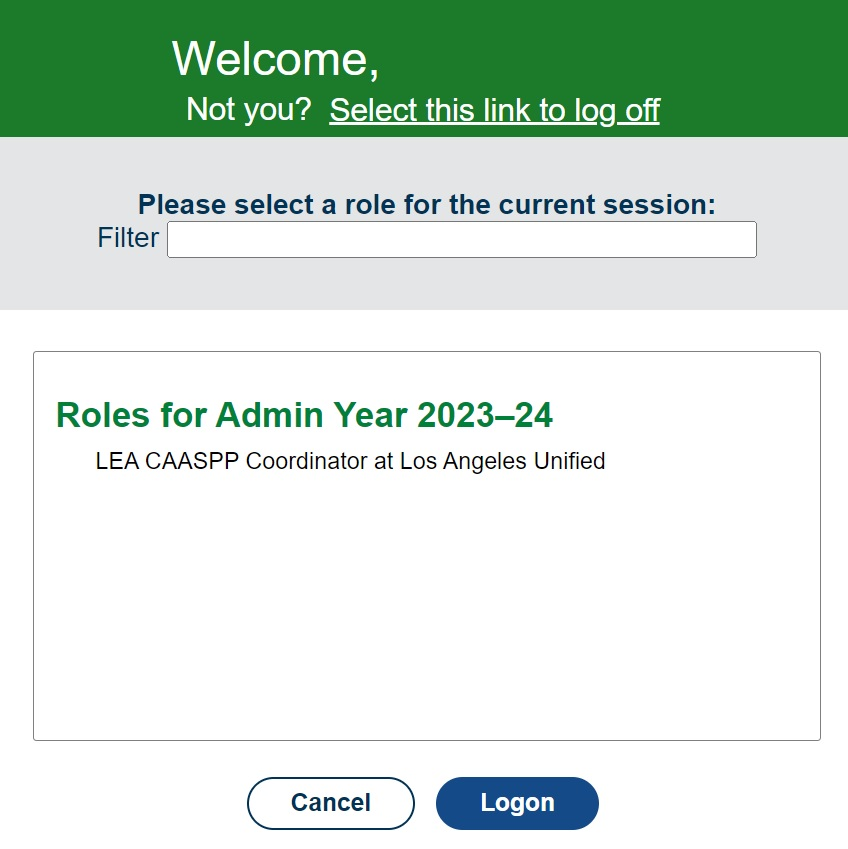 Welcome,
Not you? Select this link to log off
Please select a role for the current session:
Filter
Roles for Admin Year 2023–24
LEA CAASPP Coordinator at Los Angeles Unified
Cancel Logon